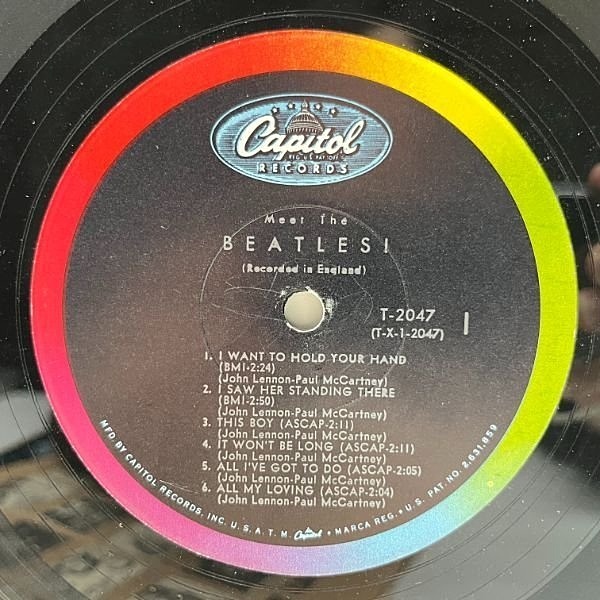 Capitol
REG. U.S. PAT. OFF.
RECORDS
Meet The
BEATLES!
(Recorded in England)
T-2047
(T-X-1-2047)
1
1. I WANT TO HOLD YOUR HAND
(BMI-2:24)
(John Lennon-Paul McCartney)
2. I SAW HER STANDING THERE
(BMI-2:50)
(John Lennon-Paul McCartney)
3. THIS BOY (ASCAP-2:11)
(John Lennon-Paul McCartney)
4. IT WON'T BE LONG (ASCAP-2:11)
(John Lennon-Paul McCartney)
5. ALL I'VE GOT TO DO (ASCAP-2:05)
(John Lennon-Paul McCartney)
6. ALL MY LOVING (ASCAP-2:04)
(John Lennon-Paul McCartney)
MFD. BY CAPITOL RECORDS, INC. U. S. A. T. M. Capitol • MARCA REG. • U. S. PAT. NO. 2,631,859